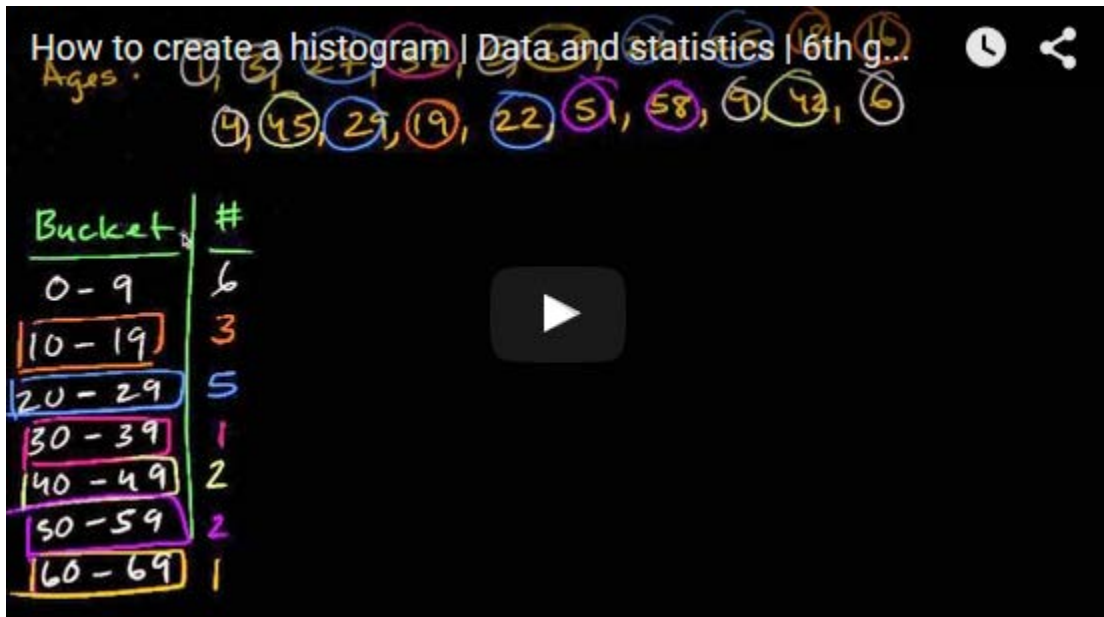 How to create a histogram | Data and statistics | 6th g...
Ages:
4, 45, 29, 19, 22, 51, 58, 9, 42, 6
Bucket #
0 - 9 6
10 - 19 3
20 - 29 5
30 - 39 1
40 - 49 2
50 - 59 2
60 - 69 1